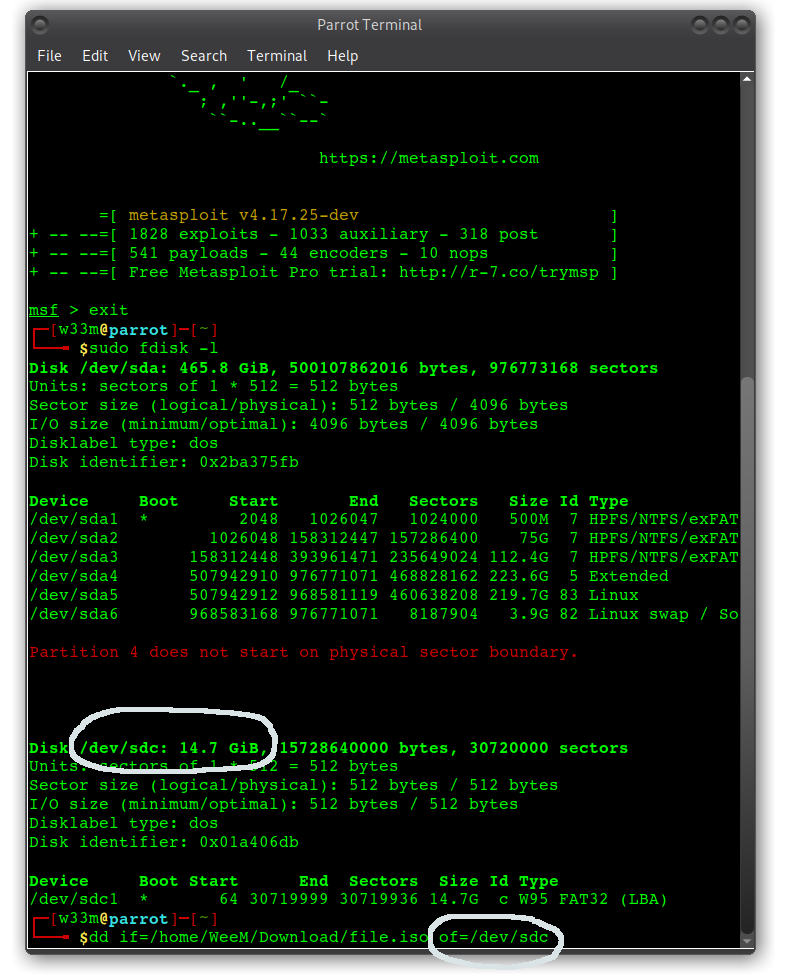 Parrot Terminal
File Edit View Search Terminal Help
https://metasploit.com
=[ metasploit v4.17.25-dev ]
+ -- --=[ 1828 exploits - 1033 auxiliary - 318 post ]
+ -- --=[ 541 payloads - 44 encoders - 10 nops ]
+ -- --=[ Free Metasploit Pro trial: http://r-7.co/trymsp ]
msf > exit
[w33m@parrot]-[~]
$sudo fdisk -l
Disk /dev/sda: 465.8 GiB, 500107862016 bytes, 976773168 sectors
Units: sectors of 1 * 512 = 512 bytes
Sector size (logical/physical): 512 bytes / 4096 bytes
I/O size (minimum/optimal): 4096 bytes / 4096 bytes
Disklabel type: dos
Disk identifier: 0x2ba375fb
Device Boot Start End Sectors Size Id Type
/dev/sda1 * 2048 1026047 1024000 500M 7 HPFS/NTFS/exFAT
/dev/sda2 1026048 158312447 157286400 75G 7 HPFS/NTFS/exFAT
/dev/sda3 158312448 393961471 235649024 112.4G 7 HPFS/NTFS/exFAT
/dev/sda4 507942910 976771071 468828162 223.6G 5 Extended
/dev/sda5 507942912 968581119 460638208 219.7G 83 Linux
/dev/sda6 968583168 976771071 8187904 3.9G 82 Linux swap / So
Partition 4 does not start on physical sector boundary.
Disk /dev/sdc: 14.7 GiB, 15728640000 bytes, 30720000 sectors
Units: sectors of 1 * 512 = 512 bytes
Sector size (logical/physical): 512 bytes / 512 bytes
I/O size (minimum/optimal): 512 bytes / 512 bytes
Disklabel type: dos
Disk identifier: 0x01a406db
Device Boot Start End Sectors Size Id Type
/dev/sdc1 * 64 30719999 30719936 14.7G c W95 FAT32 (LBA)
[w33m@parrot]-[~]
$dd if=/home/WeeM/Download/file.iso of=/dev/sdc